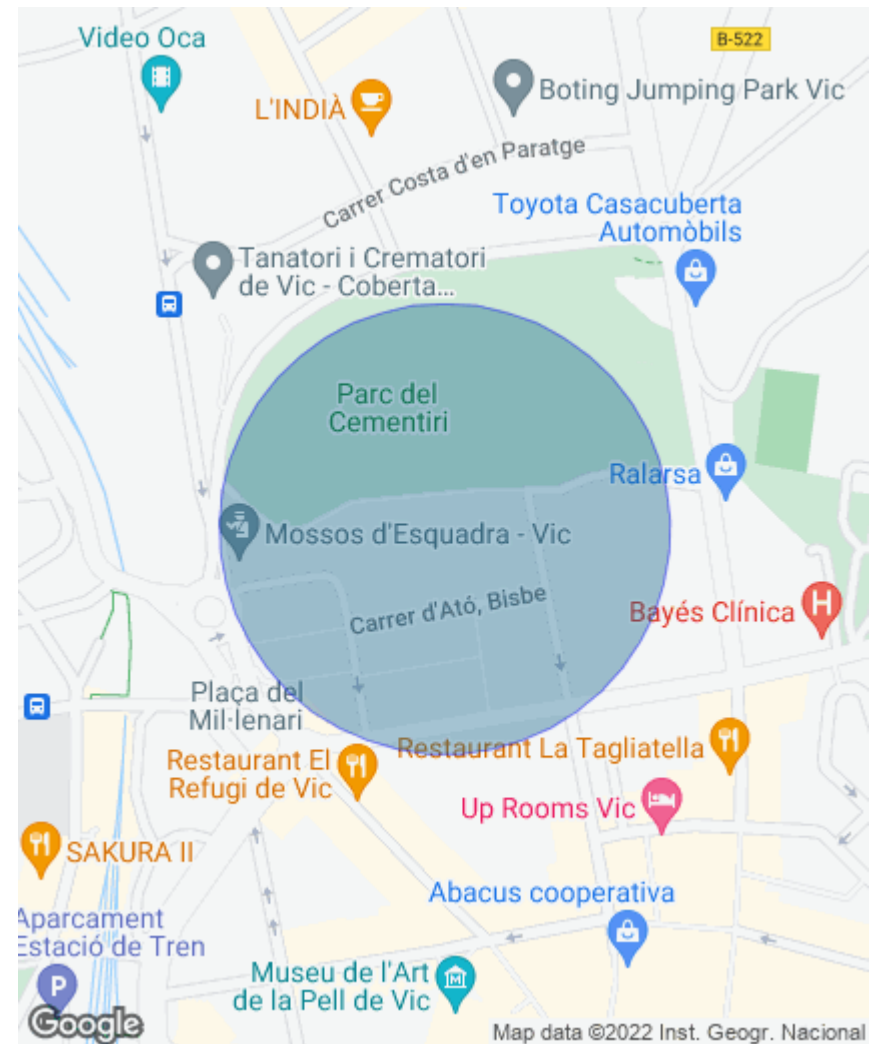 Video Oca
B-522
L'INDIÀ
Boting Jumping Park Vic
Carrer Costa d'en Paratge
Toyota Casacuberta
Automòbils
Tanatori i Crematori
de Vic - Coberta...
Parc del
Cementiri
Ralarsa
Mossos d'Esquadra - Vic
Carrer d'Ató, Bisbe
Bayés Clínica
H
Plaça del
Mil·lenari
Restaurant El
Refugi de Vic
Restaurant La Tagliatella
Up Rooms Vic
SAKURA II
Abacus cooperativa
Aparcament
Estació de Tren
P
Museu de l'Art
de la Pell de Vic
M
Google
Map data ©2022 Inst. Geogr. Nacional